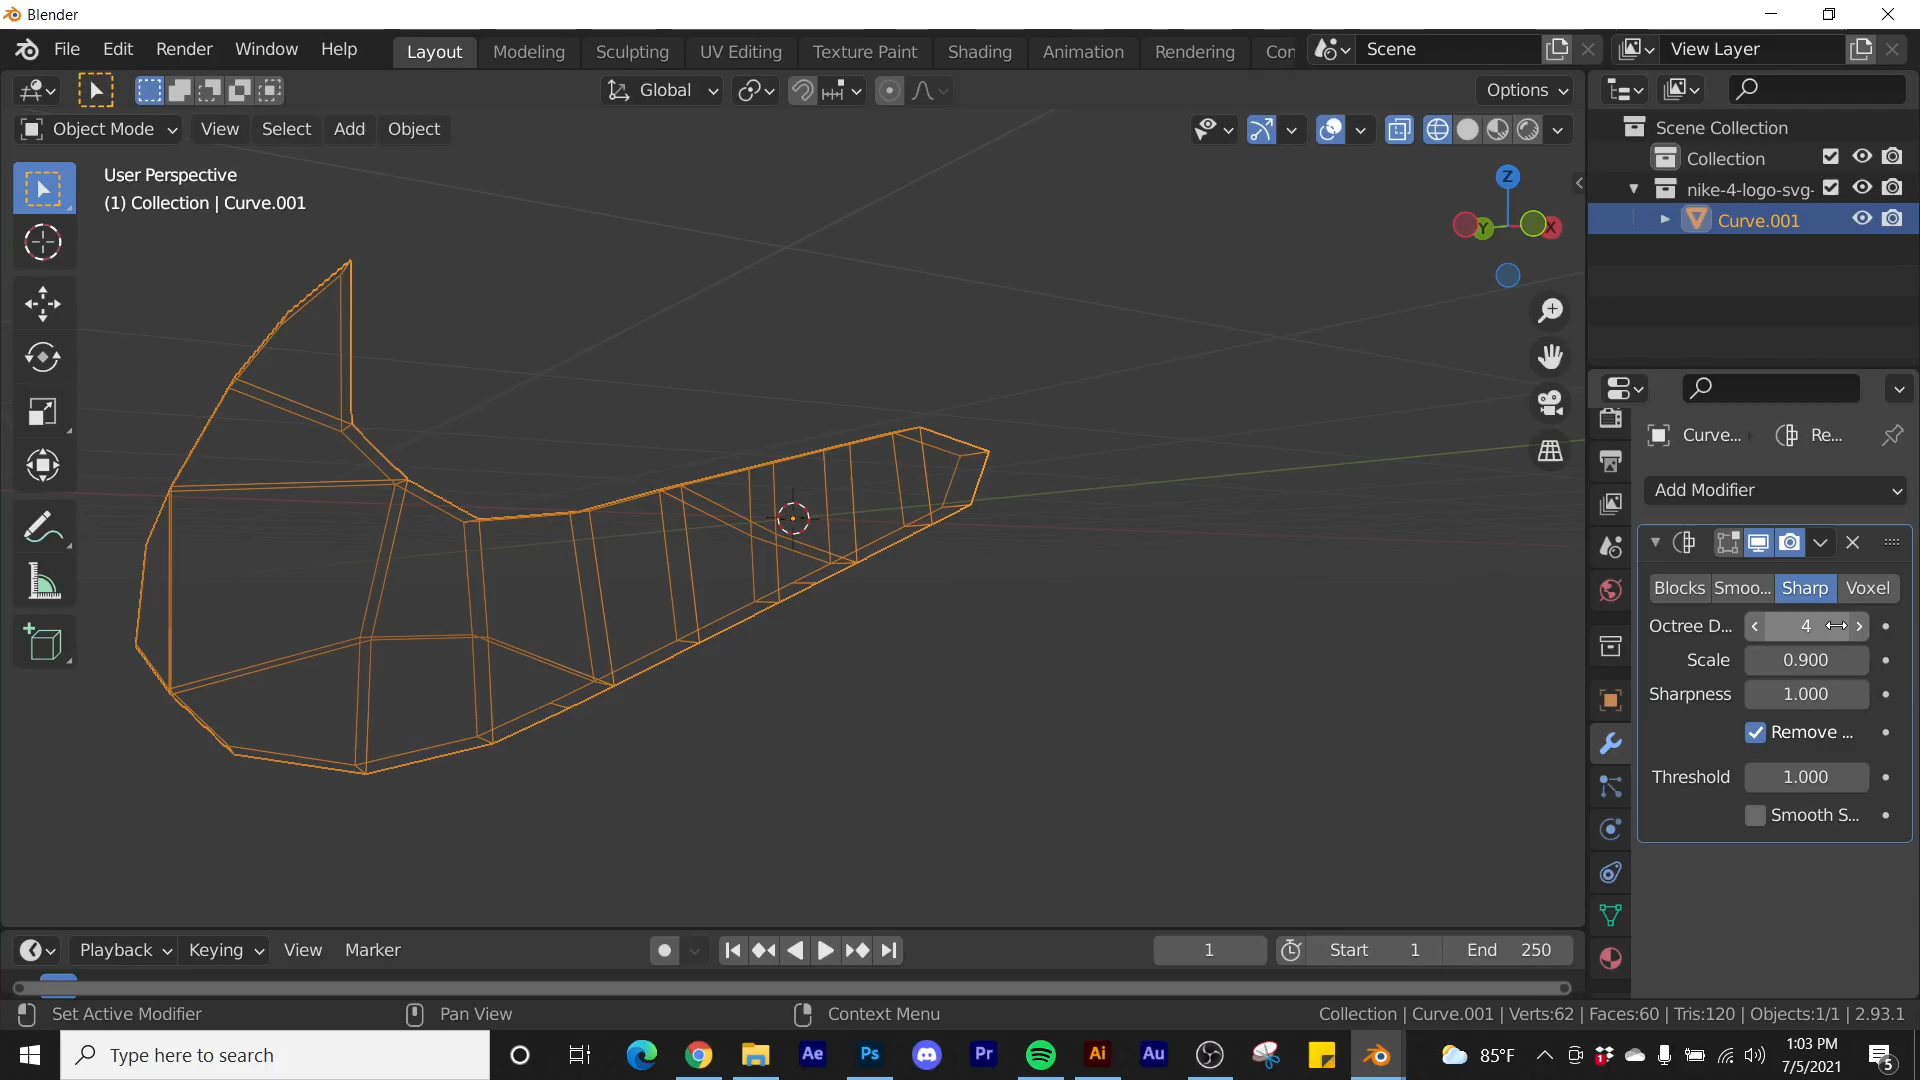 Blender
File Edit Render Window Help
Layout Modeling Sculpting UV Editing Texture Paint Shading Animation Rendering Cor
Scene
View Layer
Global
Options
Object Mode View Select Add Object
User Perspective
(1) Collection | Curve.001
Z
Y
X
Scene Collection
Collection
nike-4-logo-svg-
Curve.001
Curve... Re...
Add Modifier
Blocks Smoo... Sharp Voxel
Octree D... 4
Scale 0.900
Sharpness 1.000
Remove ...
Threshold 1.000
Smooth S...
Playback Keying View Marker
1
Start 1 End 250
Set Active Modifier
Pan View
Context Menu
Collection | Curve.001 | Verts:62 | Faces:60 | Tris:120 | Objects:1/1 | 2.93.1
Type here to search
Ae Ps Pr Ai Au
85°F
1:03 PM
7/5/2021
5